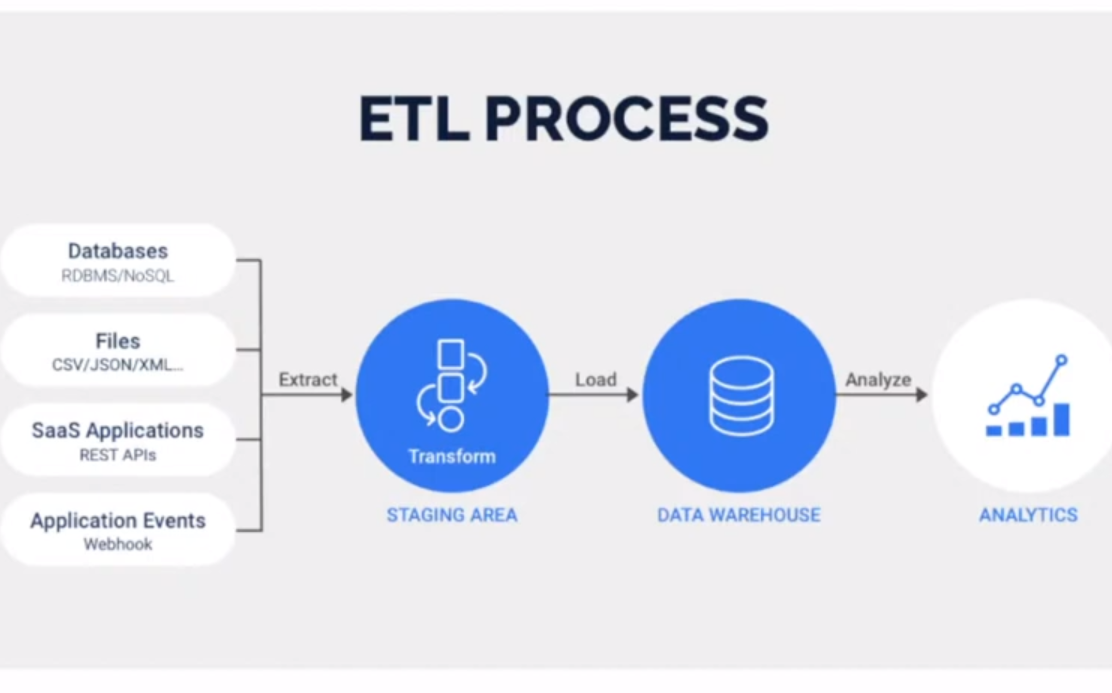 ETL PROCESS
Databases
RDBMS/NoSQL
Files
CSV/JSON/XML...
SaaS Applications
REST APIs
Application Events
Webhook
Extract
Transform
STAGING AREA
Load
DATA WAREHOUSE
Analyze
ANALYTICS